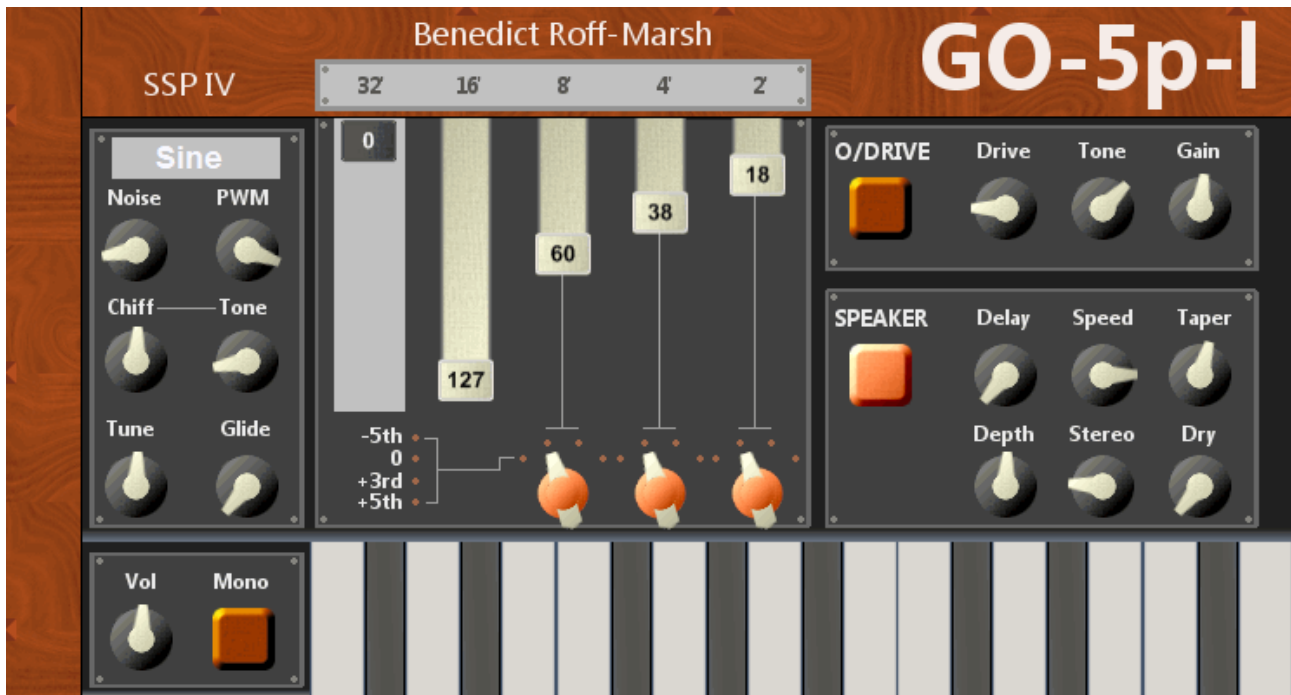 Benedict Roff-Marsh
GO-5p-l
SSP IV
32' 16' 8' 4' 2'
Sine
Noise PWM
Chiff Tone
Tune Glide
0
127
60
38
18
-5th
0
+3rd
+5th
O/DRIVE Drive Tone Gain
SPEAKER Delay Speed Taper
Depth Stereo Dry
Vol Mono